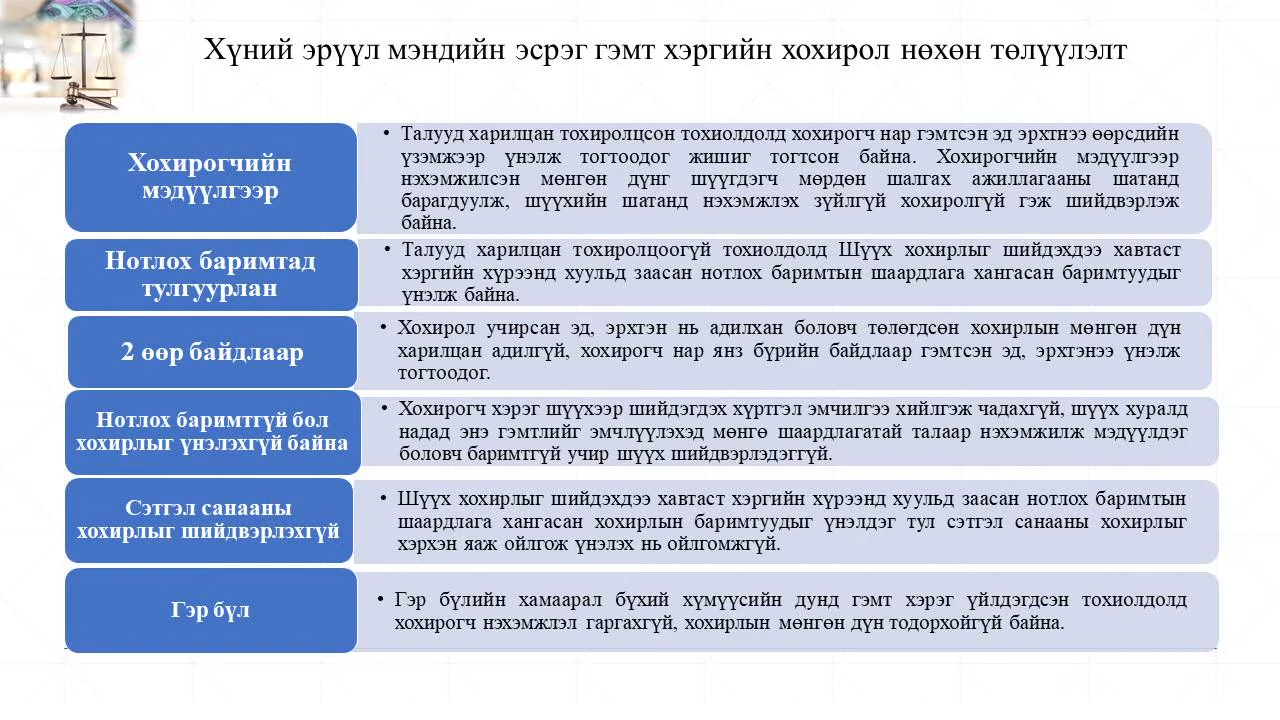 Хүний эрүүл мэндийн эсрэг гэмт хэргийн хохирол нөхөн төлүүлэлт
Хохирогчийн
мэдүүлгээр
• Талууд харилцан тохиролцсон тохиолдолд хохирогч нар гэмтсэн эд эрхтнээ өөрсдийн
үзэмжээр үнэлж тогтоодог жишиг тогтсон байна. Хохирогчийн мэдүүлгээр
нэхэмжилсэн мөнгөн дүнг шүүгдэгч мөрдөн шалгах ажиллагааны шатанд
барагдуулж, шүүхийн шатанд нэхэмжлэх зүйлгүй хохиролгүй гэж шийдвэрлэж
байна.
Нотлох баримтад
тулгуурлан
• Талууд харилцан тохиролцоогүй тохиолдолд Шүүх хохирлыг шийдэхдээ хавтаст
хэргийн хүрээнд хуульд заасан нотлох баримтын шаардлага хангасан баримтуудыг
үнэлж байна.
2 өөр байдлаар
• Хохирол учирсан эд, эрхтэн нь адилхан боловч төлөгдсөн хохирлын мөнгөн дүн
харилцан адилгүй, хохирогч нар янз бүрийн байдлаар гэмтсэн эд, эрхтэнээ үнэлж
тогтоодог.
Нотлох баримтгүй бол
хохирлыг үнэлэхгүй байна
• Хохирогч хэрэг шүүхээр шийдэгдэх хүртгэл эмчилгээ хийлгэж чадахгүй, шүүх хуралд
надад энэ гэмтлийг эмчлүүлэхэд мөнгө шаардлагатай талаар нэхэмжилж мэдүүлдэг
боловч баримтгүй учир шүүх шийдвэрлэдэггүй.
Сэтгэл санааны
хохирлыг шийдвэрлэхгүй
• Шүүх хохирлыг шийдэхдээ хавтаст хэргийн хүрээнд хуульд заасан нотлох баримтын
шаардлага хангасан хохирлын баримтуудыг үнэлдэг тул сэтгэл санааны хохирлыг
хэрхэн яаж ойлгож үнэлэх нь ойлгомжгүй.
Гэр бүл
• Гэр бүлийн хамаарал бүхий хүмүүсийн дунд гэмт хэрэг үйлдэгдсэн тохиолдолд
хохирогч нэхэмжлэл гаргахгүй, хохирлын мөнгөн дүн тодорхойгүй байна.